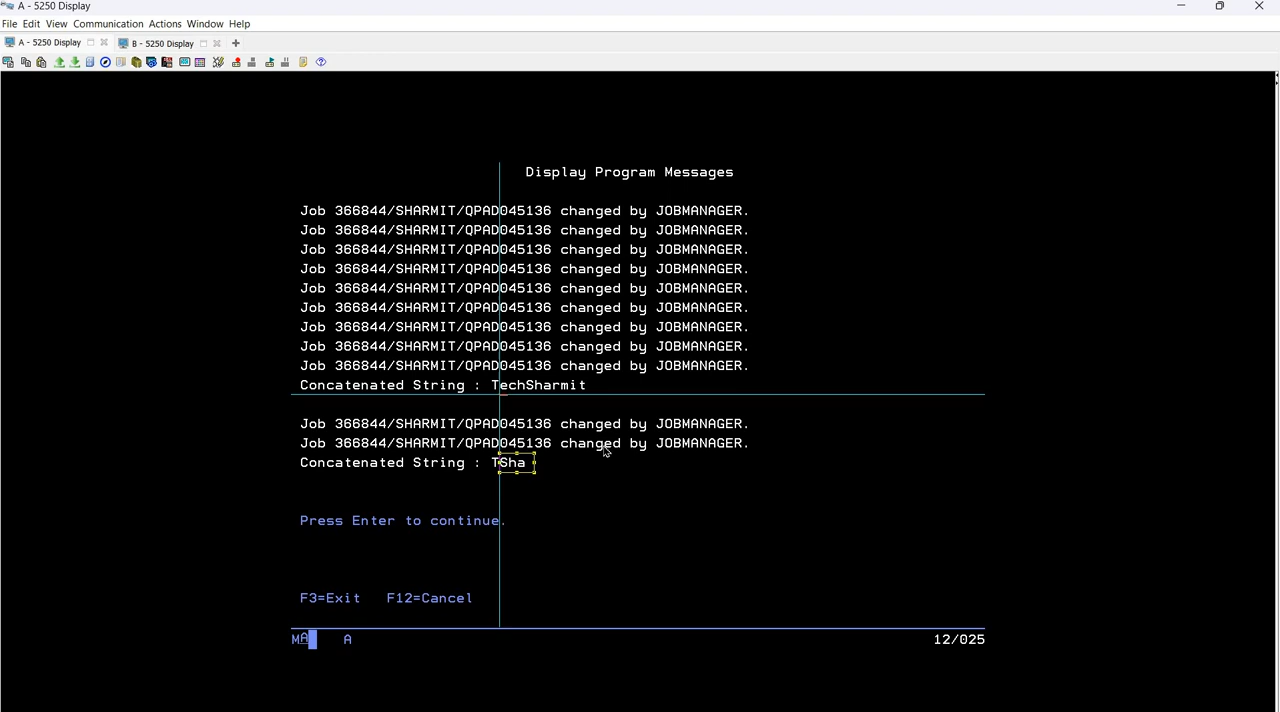 A - 5250 Display
File Edit View Communication Actions Window Help
A - 5250 Display B - 5250 Display
Display Program Messages
Job 366844/SHARMIT/QPAD045136 changed by JOBMANAGER.
Job 366844/SHARMIT/QPAD045136 changed by JOBMANAGER.
Job 366844/SHARMIT/QPAD045136 changed by JOBMANAGER.
Job 366844/SHARMIT/QPAD045136 changed by JOBMANAGER.
Job 366844/SHARMIT/QPAD045136 changed by JOBMANAGER.
Job 366844/SHARMIT/QPAD045136 changed by JOBMANAGER.
Job 366844/SHARMIT/QPAD045136 changed by JOBMANAGER.
Job 366844/SHARMIT/QPAD045136 changed by JOBMANAGER.
Job 366844/SHARMIT/QPAD045136 changed by JOBMANAGER.
Concatenated String : TechSharmit
Job 366844/SHARMIT/QPAD045136 changed by JOBMANAGER.
Job 366844/SHARMIT/QPAD045136 changed by JOBMANAGER.
Concatenated String : TSha
Press Enter to continue.
F3=Exit F12=Cancel
MA A 12/025